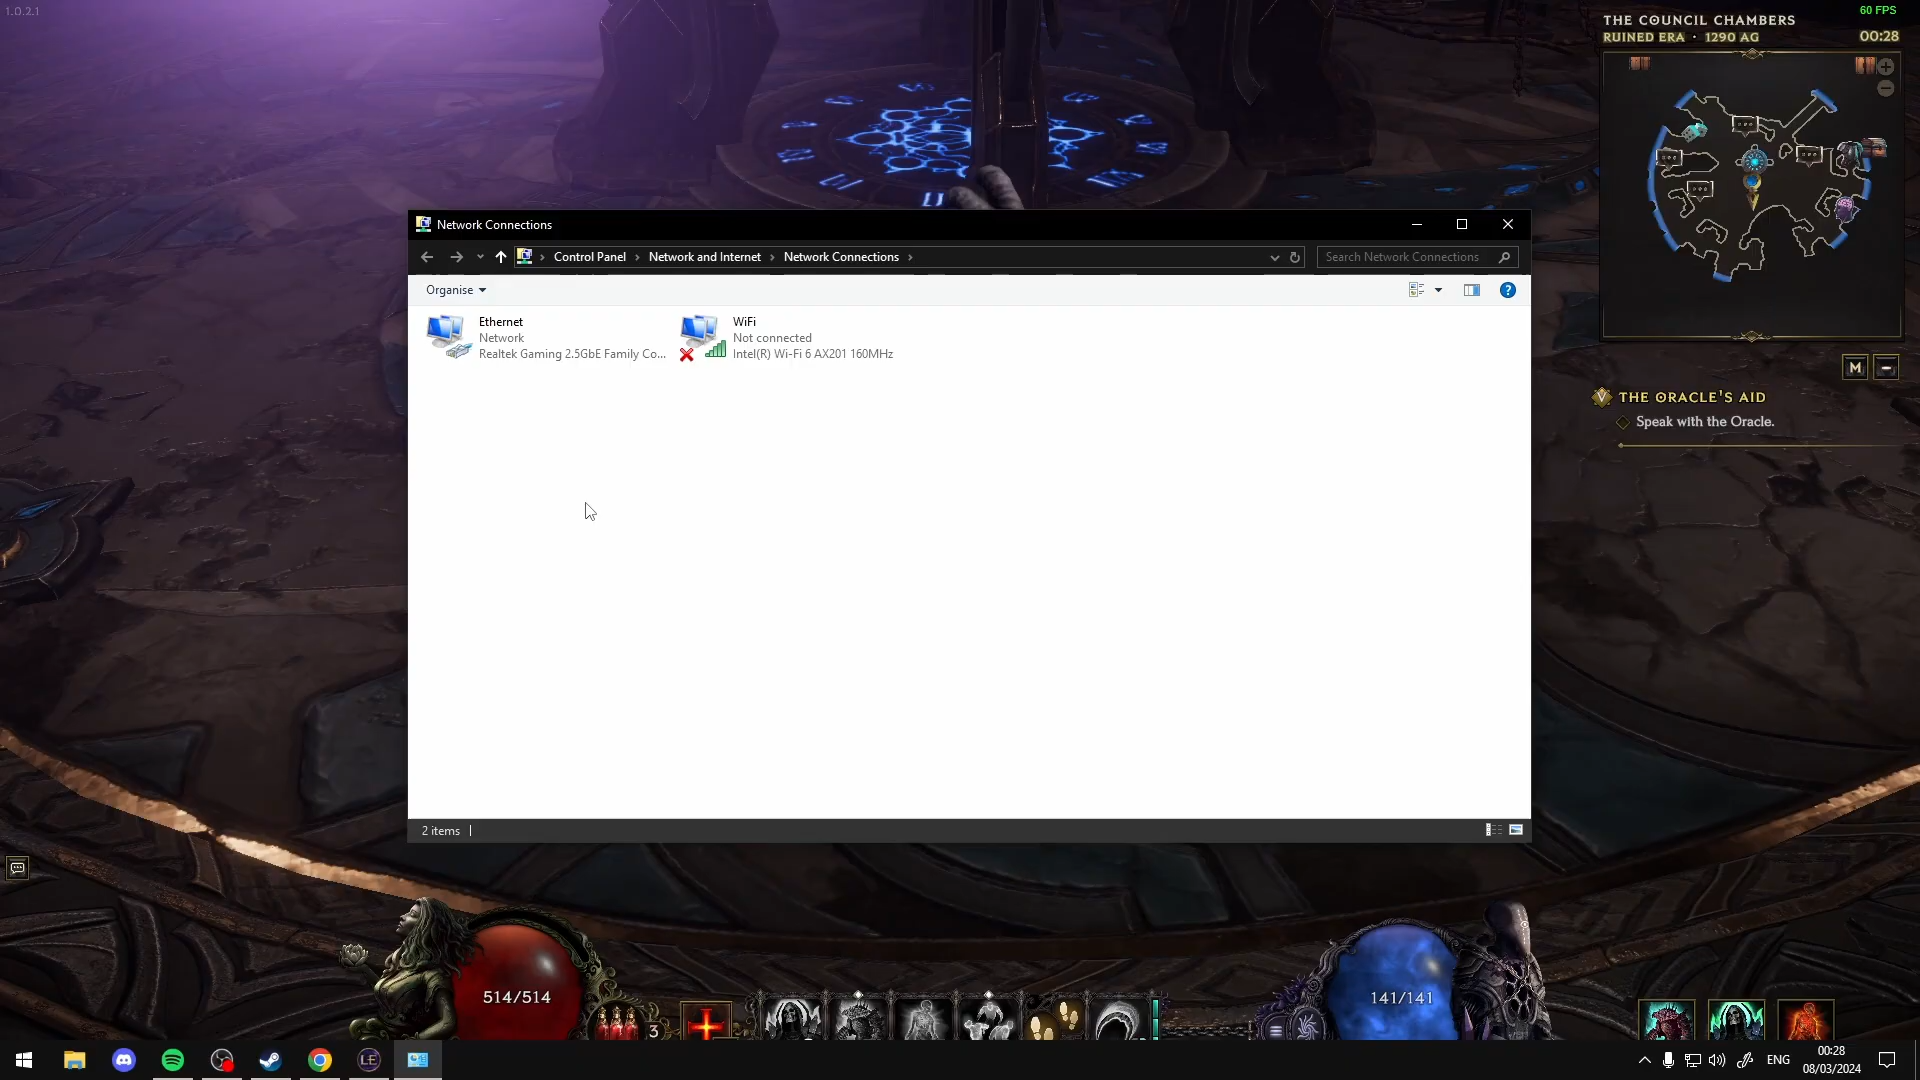 1.0.2.1
60 FPS
THE COUNCIL CHAMBERS
RUINED ERA · 1290 AG
00:28
Network Connections
Control Panel
Network and Internet
Network Connections
Search Network Connections
Organise
?
Ethernet
Network
Realtek Gaming 2.5GbE Family Co...
WiFi
Not connected
Intel(R) Wi-Fi 6 AX201 160MHz
M
V THE ORACLE'S AID
Speak with the Oracle.
2 items
514/514
3
141/141
LE
ENG
00:28
08/03/2024